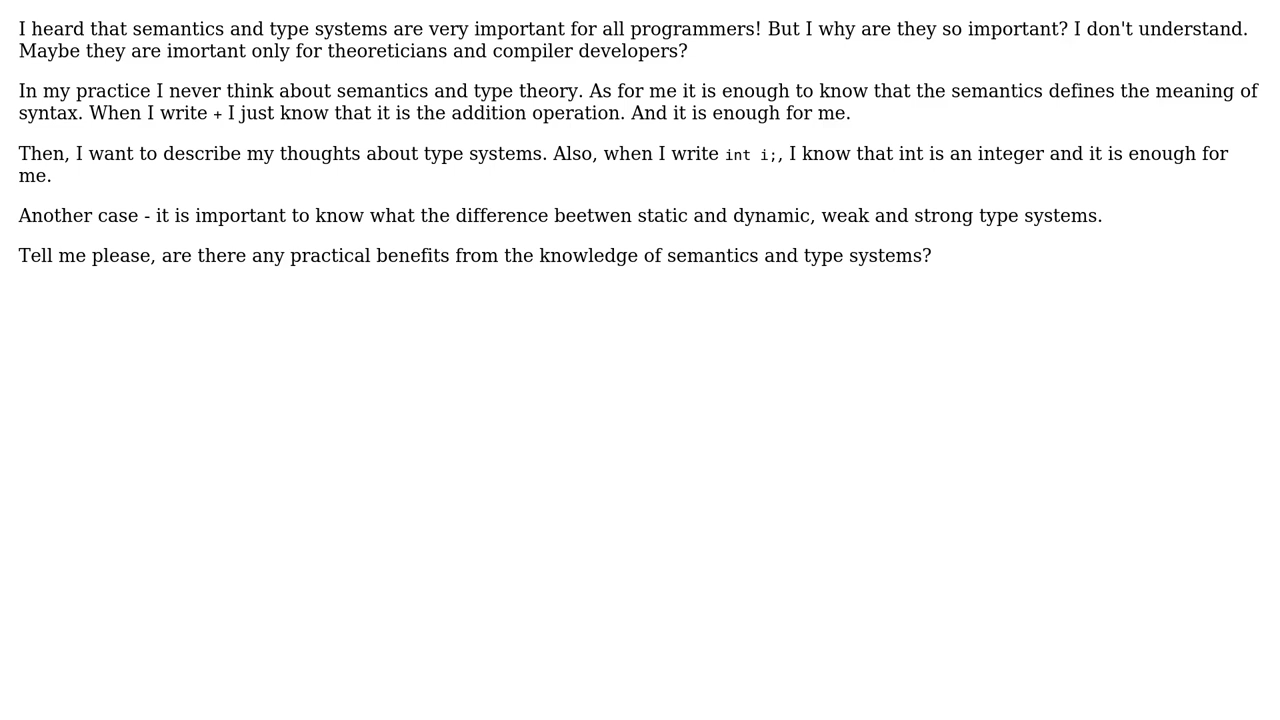 I heard that semantics and type systems are very important for all programmers! But I why are they so important? I don't understand.
Maybe they are imortant only for theoreticians and compiler developers?
In my practice I never think about semantics and type theory. As for me it is enough to know that the semantics defines the meaning of
syntax. When I write + I just know that it is the addition operation. And it is enough for me.
Then, I want to describe my thoughts about type systems. Also, when I write int i;, I know that int is an integer and it is enough for
me.
Another case - it is important to know what the difference beetwen static and dynamic, weak and strong type systems.
Tell me please, are there any practical benefits from the knowledge of semantics and type systems?